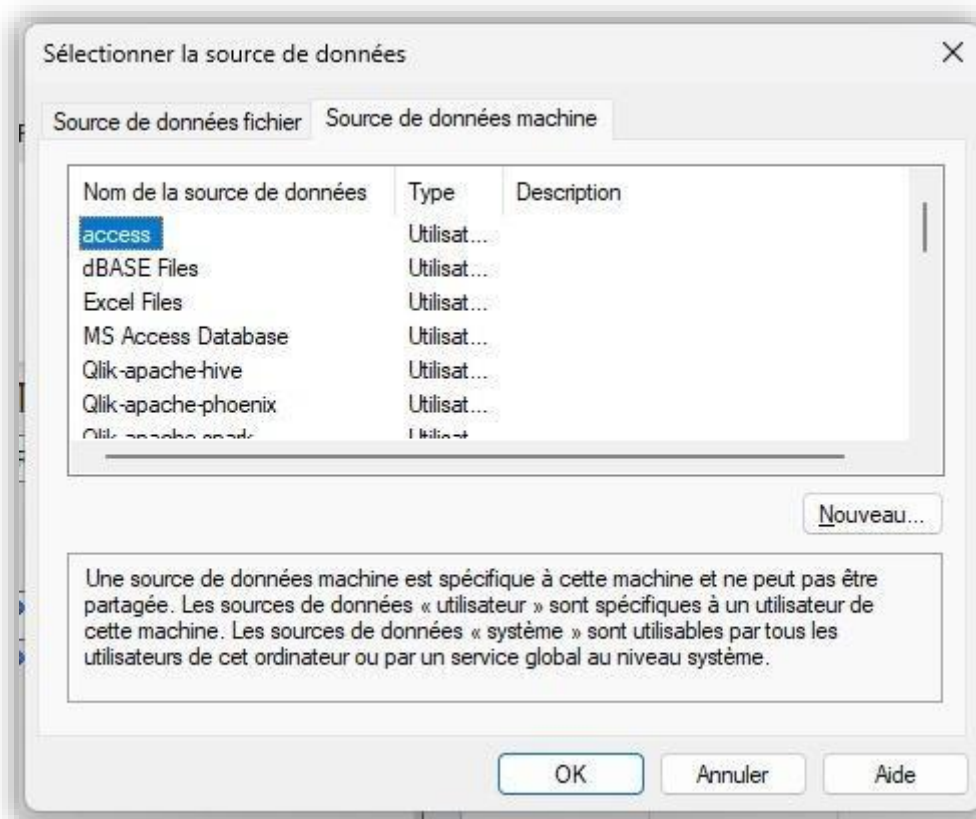 Sélectionner la source de données
Source de données fichier Source de données machine
Nom de la source de données Type Description
access Utilisat...
dBASE Files Utilisat...
Excel Files Utilisat...
MS Access Database Utilisat...
Qlik-apache-hive Utilisat...
Qlik-apache-phoenix Utilisat...
Qlik-apache-spark Utilisat...
Nouveau...
Une source de données machine est spécifique à cette machine et ne peut pas être
partagée. Les sources de données « utilisateur » sont spécifiques à un utilisateur de
cette machine. Les sources de données « système » sont utilisables par tous les
utilisateurs de cet ordinateur ou par un service global au niveau système.
OK Annuler Aide